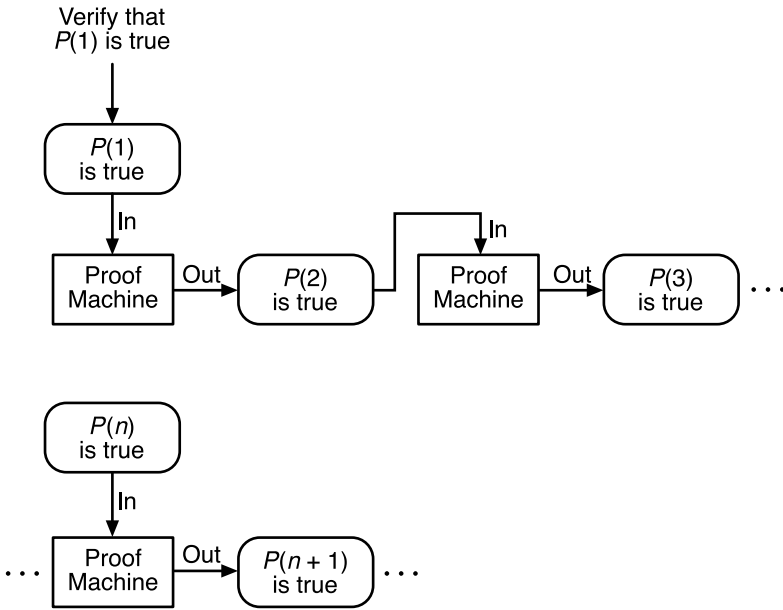 Verify that
P(1) is true
P(1)
is true
In
In
Proof
Machine
Out
P(2)
is true
Proof
Machine
Out
P(3)
is true
...
P(n)
is true
In
...
Proof
Machine
Out
P(n + 1)
is true
...